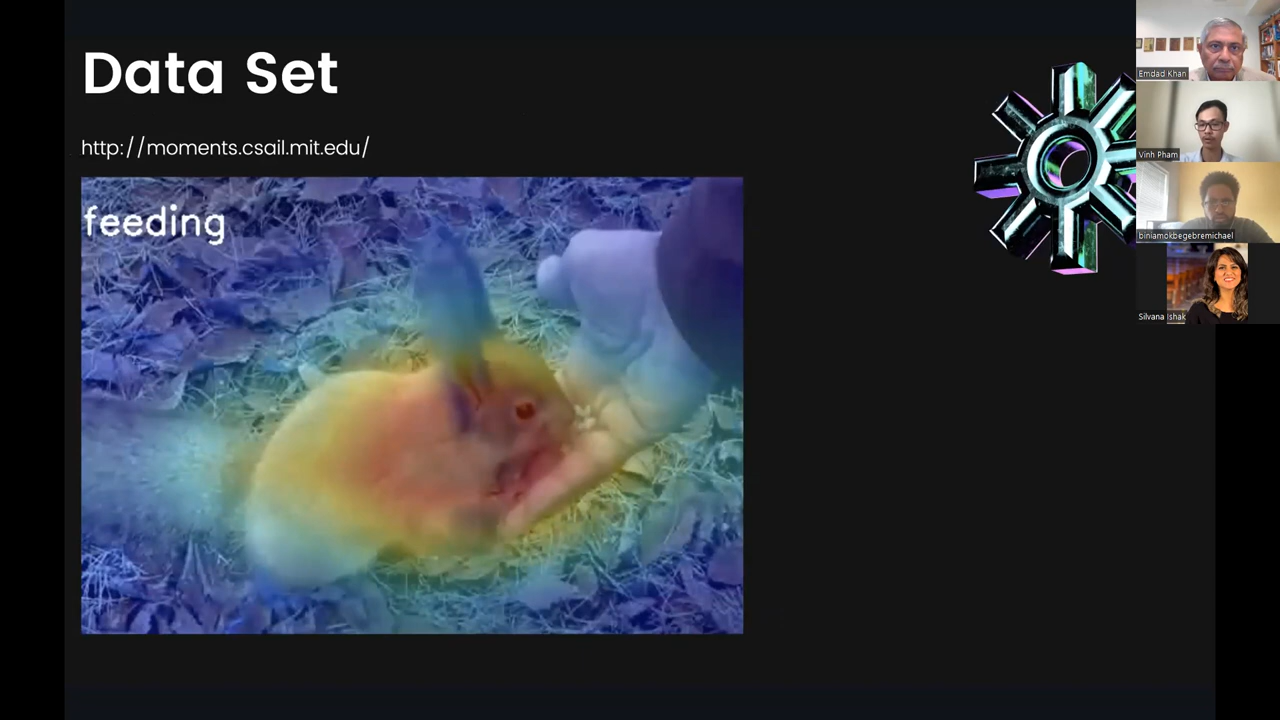 Data Set
http://moments.csail.mit.edu/
feeding
Emdad Khan
Vinh Pham
biniamokbegebremichael
Silvana Ishak